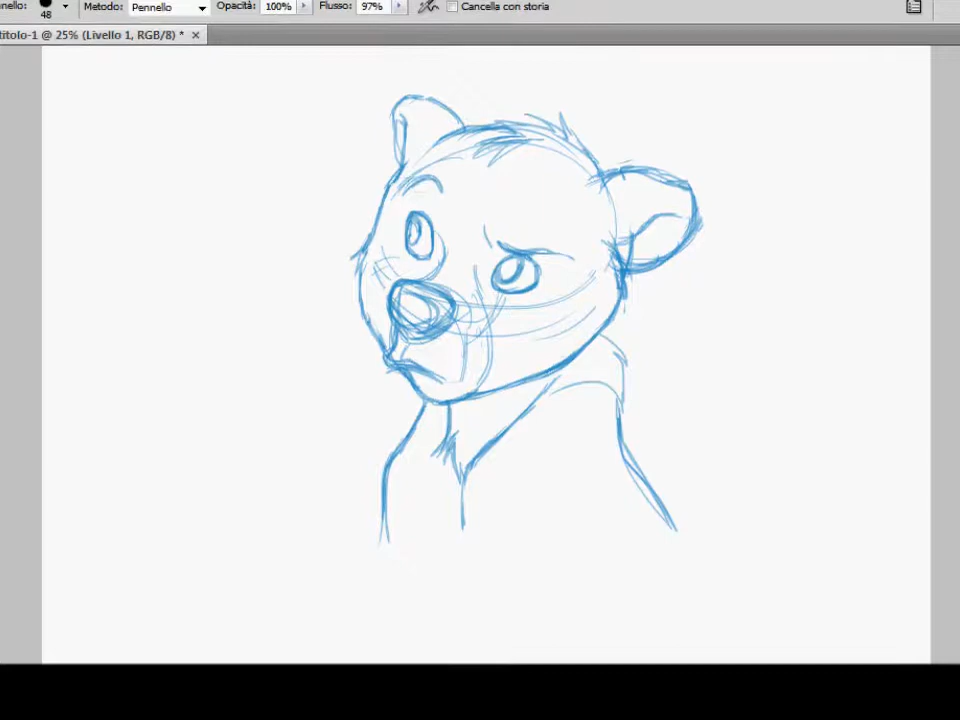 nello: 48 Metodo: Pennello Opacità: 100% Flusso: 97% Cancella con storia
titolo-1 @ 25% (Livello 1, RGB/8) *